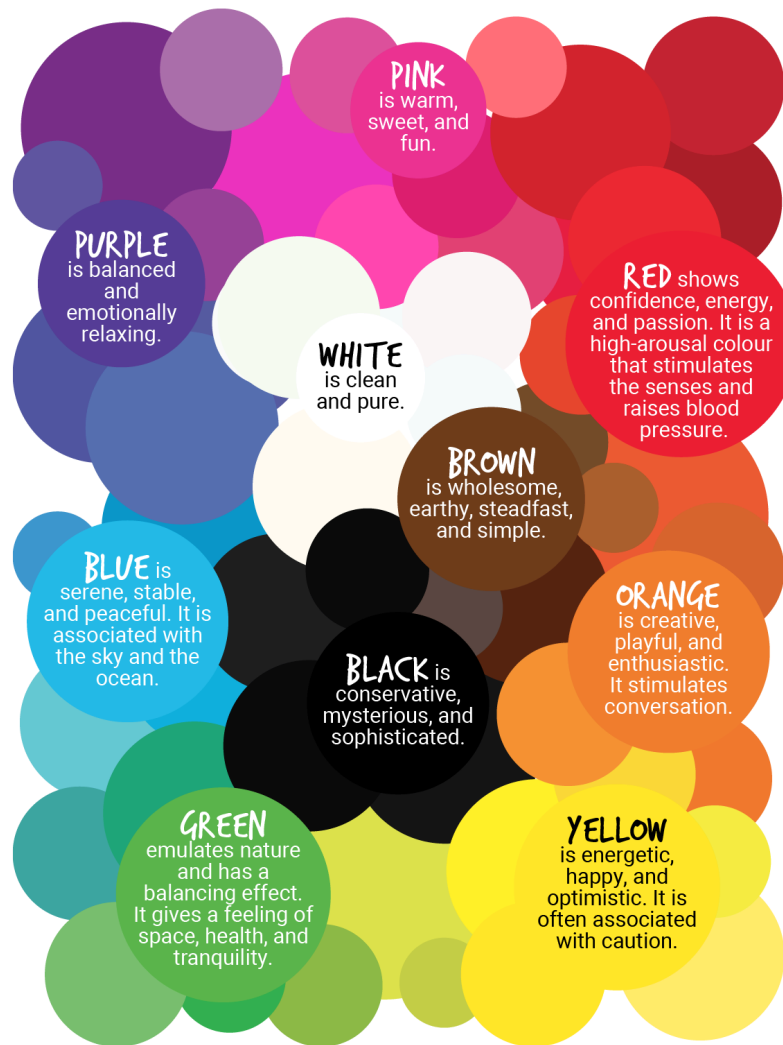 PINK
is warm,
sweet, and
fun.
PURPLE
is balanced
and
emotionally
relaxing.
RED shows
confidence, energy,
and passion. It is a
high-arousal colour
that stimulates
the senses and
raises blood
pressure.
WHITE
is clean
and pure.
BROWN
is wholesome,
earthy, steadfast,
and simple.
BLUE is
serene, stable,
and peaceful. It is
associated with
the sky and the
ocean.
ORANGE
is creative,
playful, and
enthusiastic.
It stimulates
conversation.
BLACK is
conservative,
mysterious, and
sophisticated.
GREEN
emulates nature
and has a
balancing effect.
It gives a feeling of
space, health, and
tranquility.
YELLOW
is energetic,
happy, and
optimistic. It is
often associated
with caution.